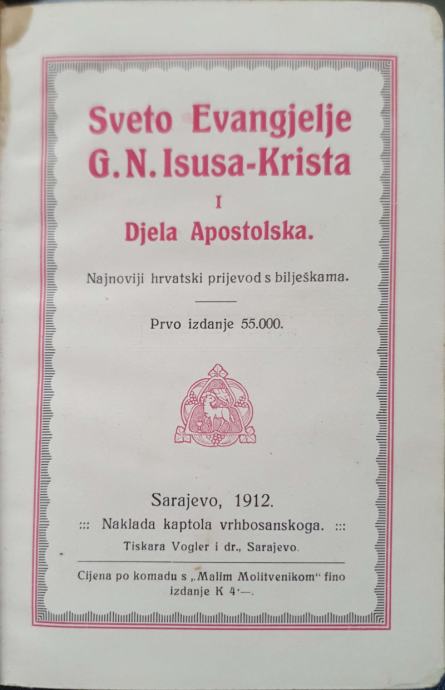 Sveto Evangjelje
G. N. Isusa-Krista
I
Djela Apostolska.
Najnoviji hrvatski prijevod s bilješkama.
Prvo izdanje 55.000.
Sarajevo, 1912.
::: Naklada kaptola vrhbosanskoga. :::
Tiskara Vogler i dr., Sarajevo.
Cijena po komadu s „Malim Molitvenikom“ fino
izdanje K 4·—.